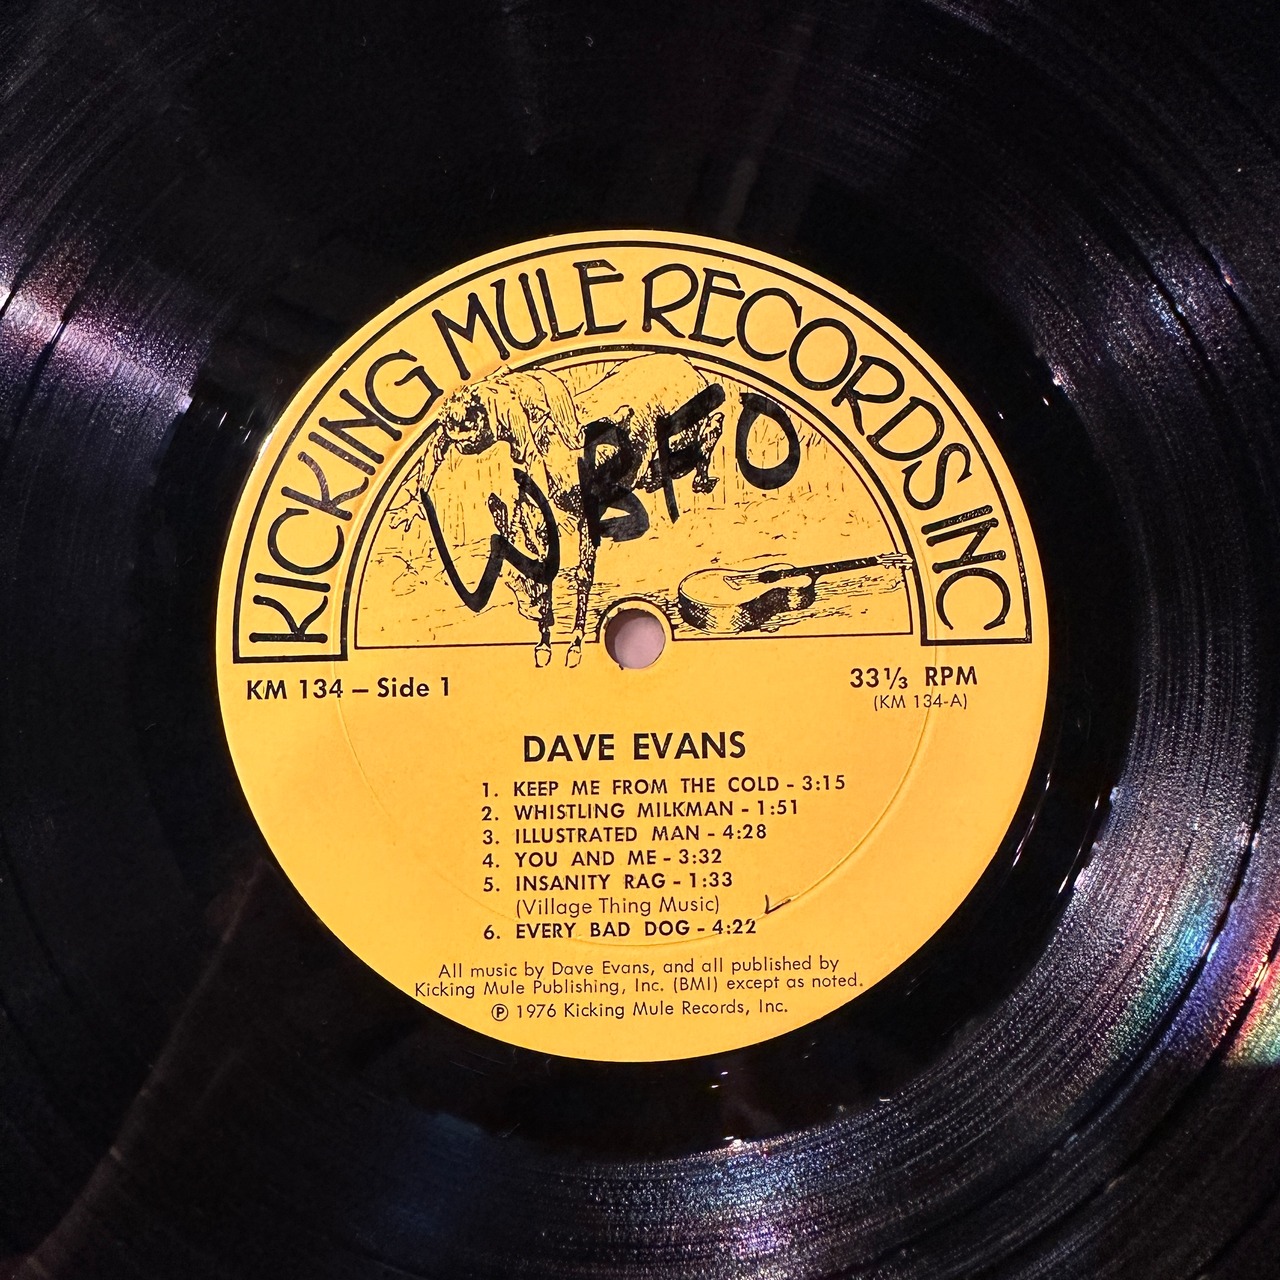 KICKING MULE RECORDS INC
WBFO
KM 134 – Side 1
33⅓ RPM
(KM 134-A)
DAVE EVANS
1. KEEP ME FROM THE COLD - 3:15
2. WHISTLING MILKMAN - 1:51
3. ILLUSTRATED MAN - 4:28
4. YOU AND ME - 3:32
5. INSANITY RAG - 1:33
(Village Thing Music)
6. EVERY BAD DOG - 4:22
All music by Dave Evans, and all published by
Kicking Mule Publishing, Inc. (BMI) except as noted.
℗ 1976 Kicking Mule Records, Inc.